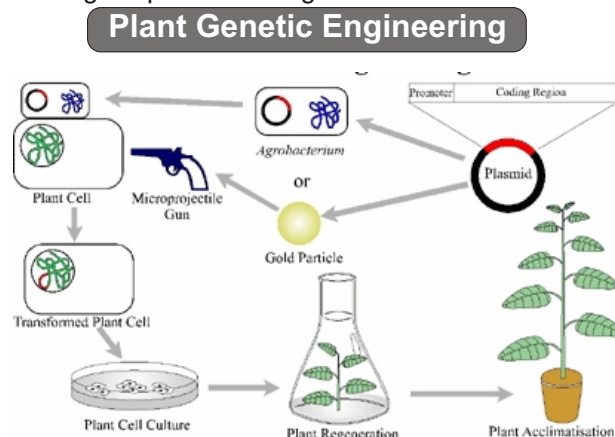 Plant Genetic Engineering
Promoter
Coding Region
Agrobacterium
Plasmid
Plant Cell
Microprojectile
Gun
or
Gold Particle
Transformed Plant Cell
Plant Cell Culture
Plant Regeneration
Plant Acclimatisation